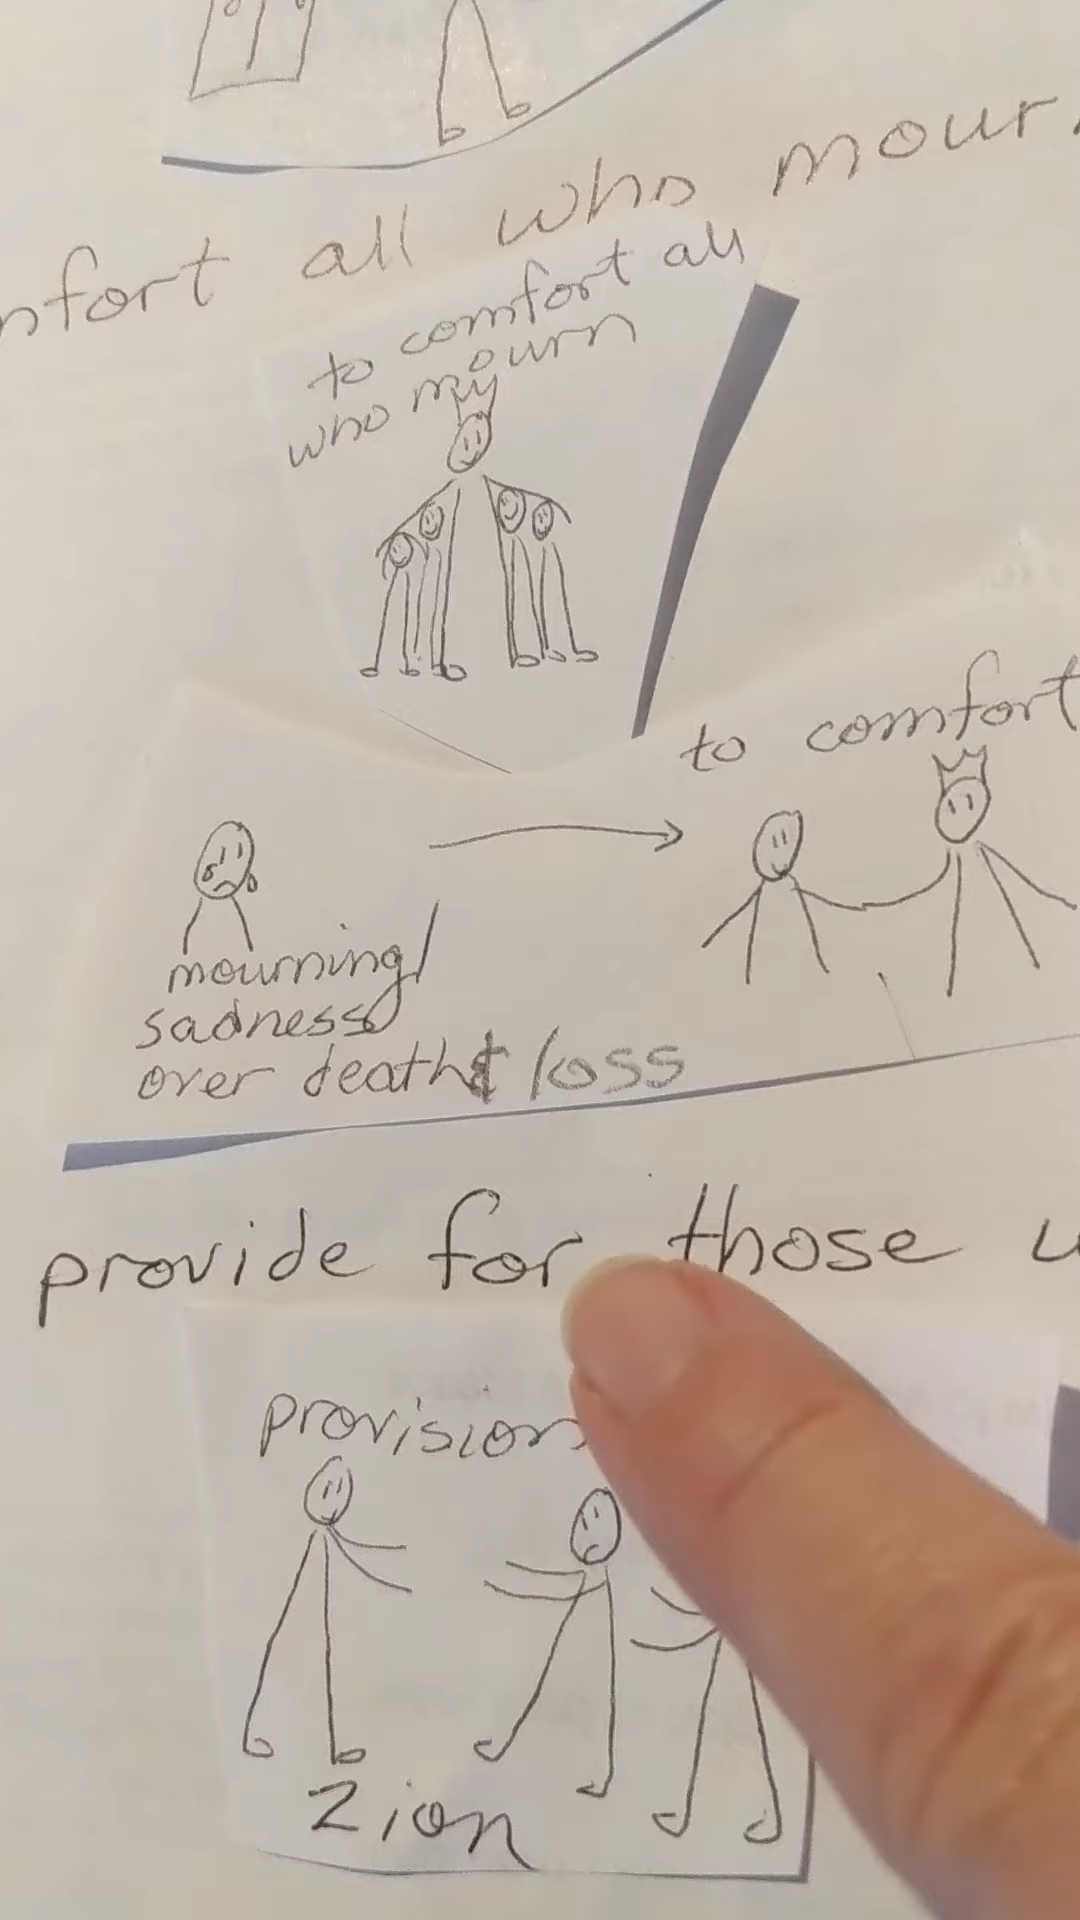 nfort all who mour
to comfort all
who mourn
to comfort
mourning/
sadness
over death & loss
provide for those
provision
Zion